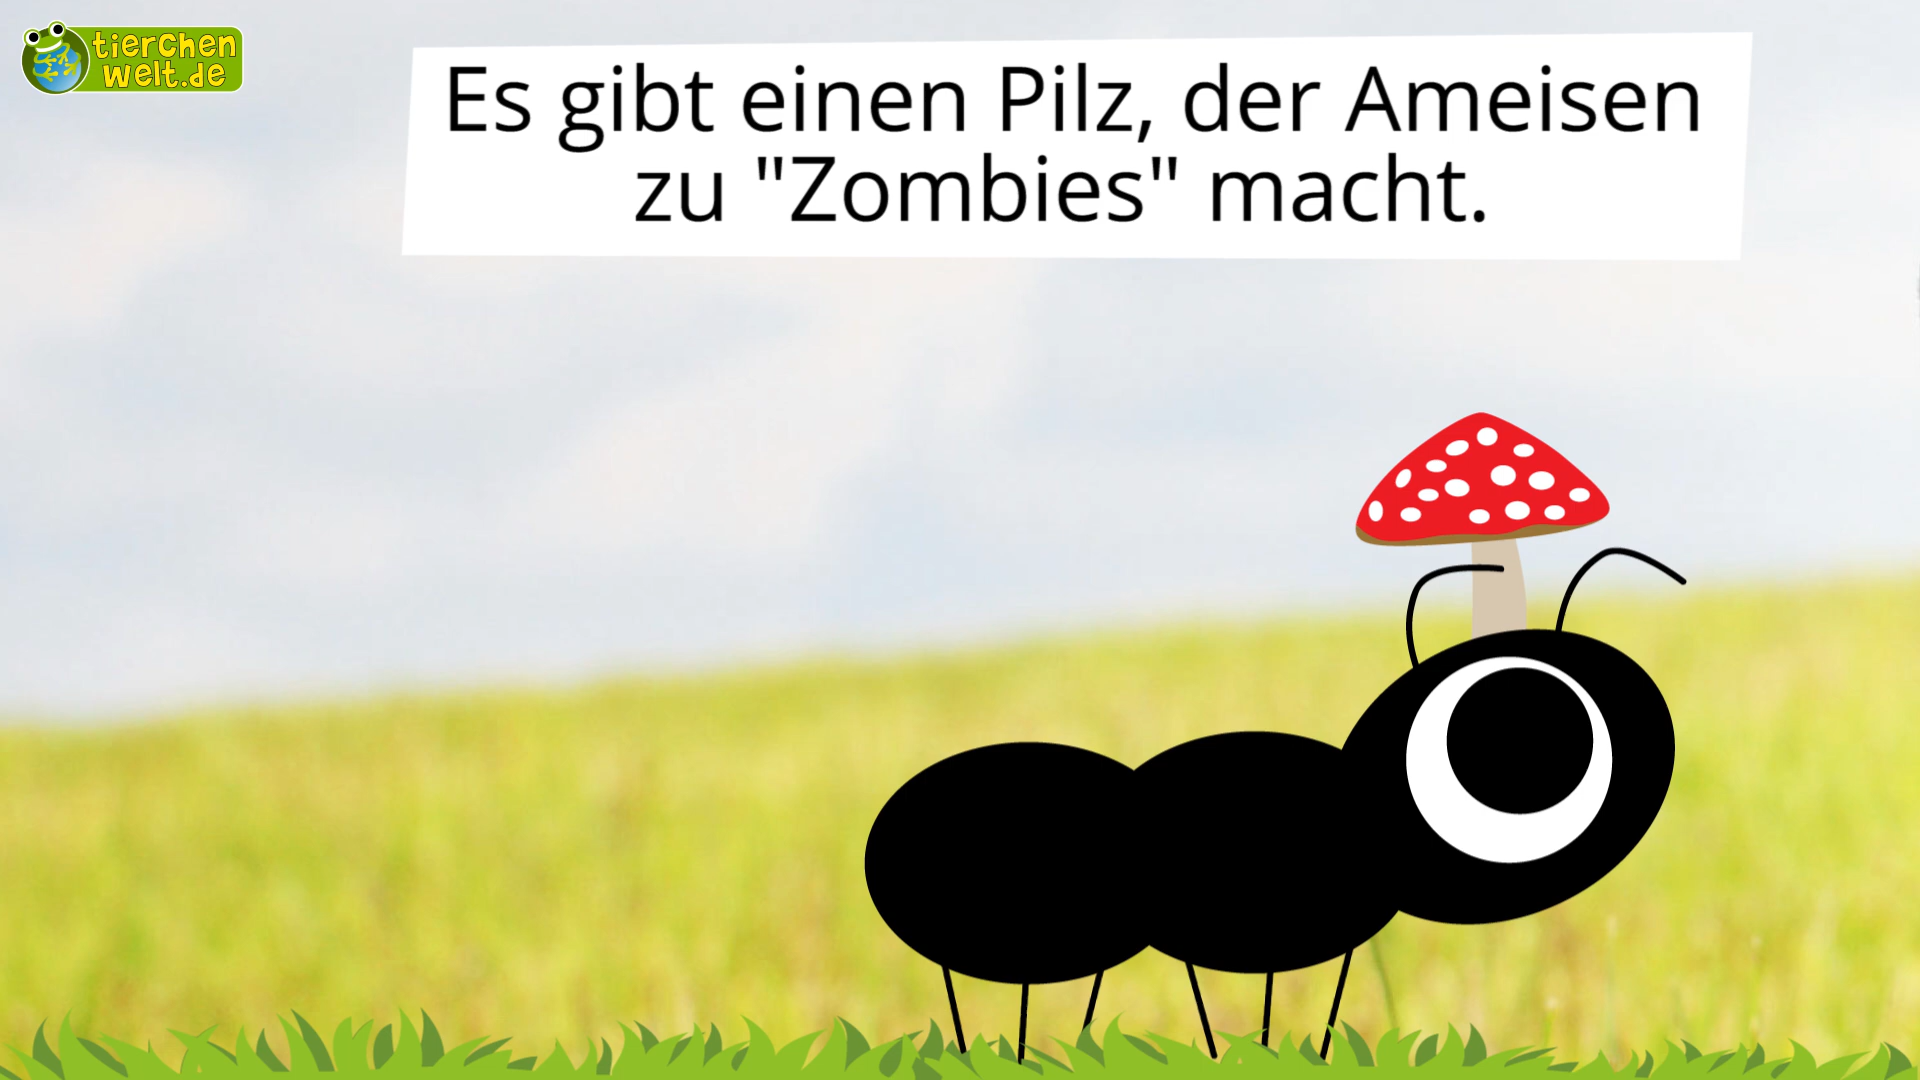 tierchen
welt.de
Es gibt einen Pilz, der Ameisen
zu "Zombies" macht.